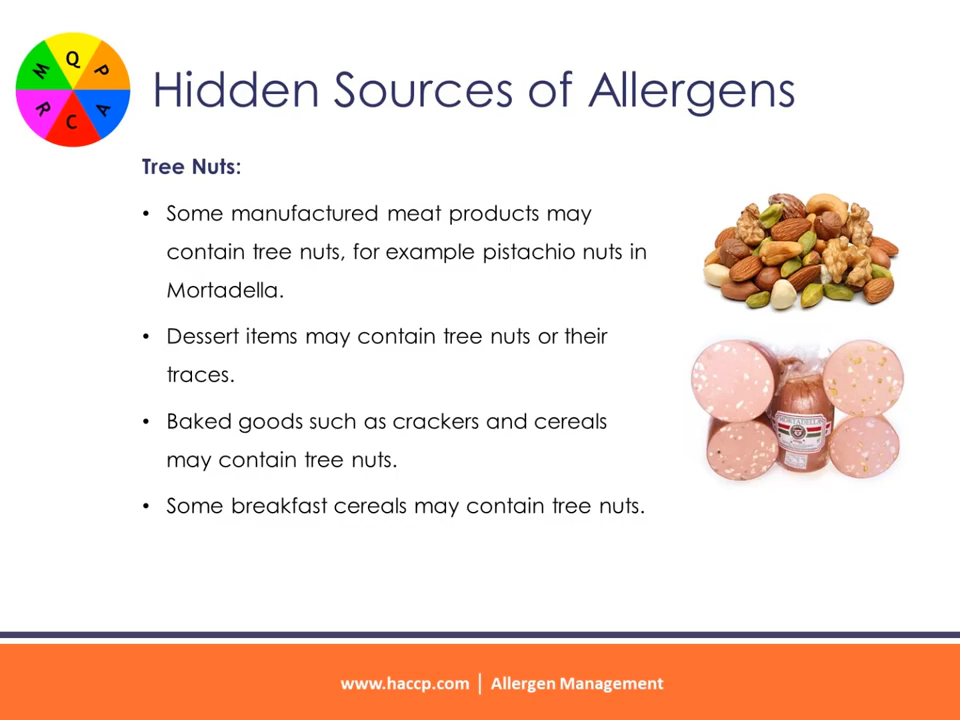 Q
M
P
R
A
C
Hidden Sources of Allergens
Tree Nuts:
• Some manufactured meat products may
contain tree nuts, for example pistachio nuts in
Mortadella.
• Dessert items may contain tree nuts or their
traces.
• Baked goods such as crackers and cereals
may contain tree nuts.
• Some breakfast cereals may contain tree nuts.
www.haccp.com | Allergen Management